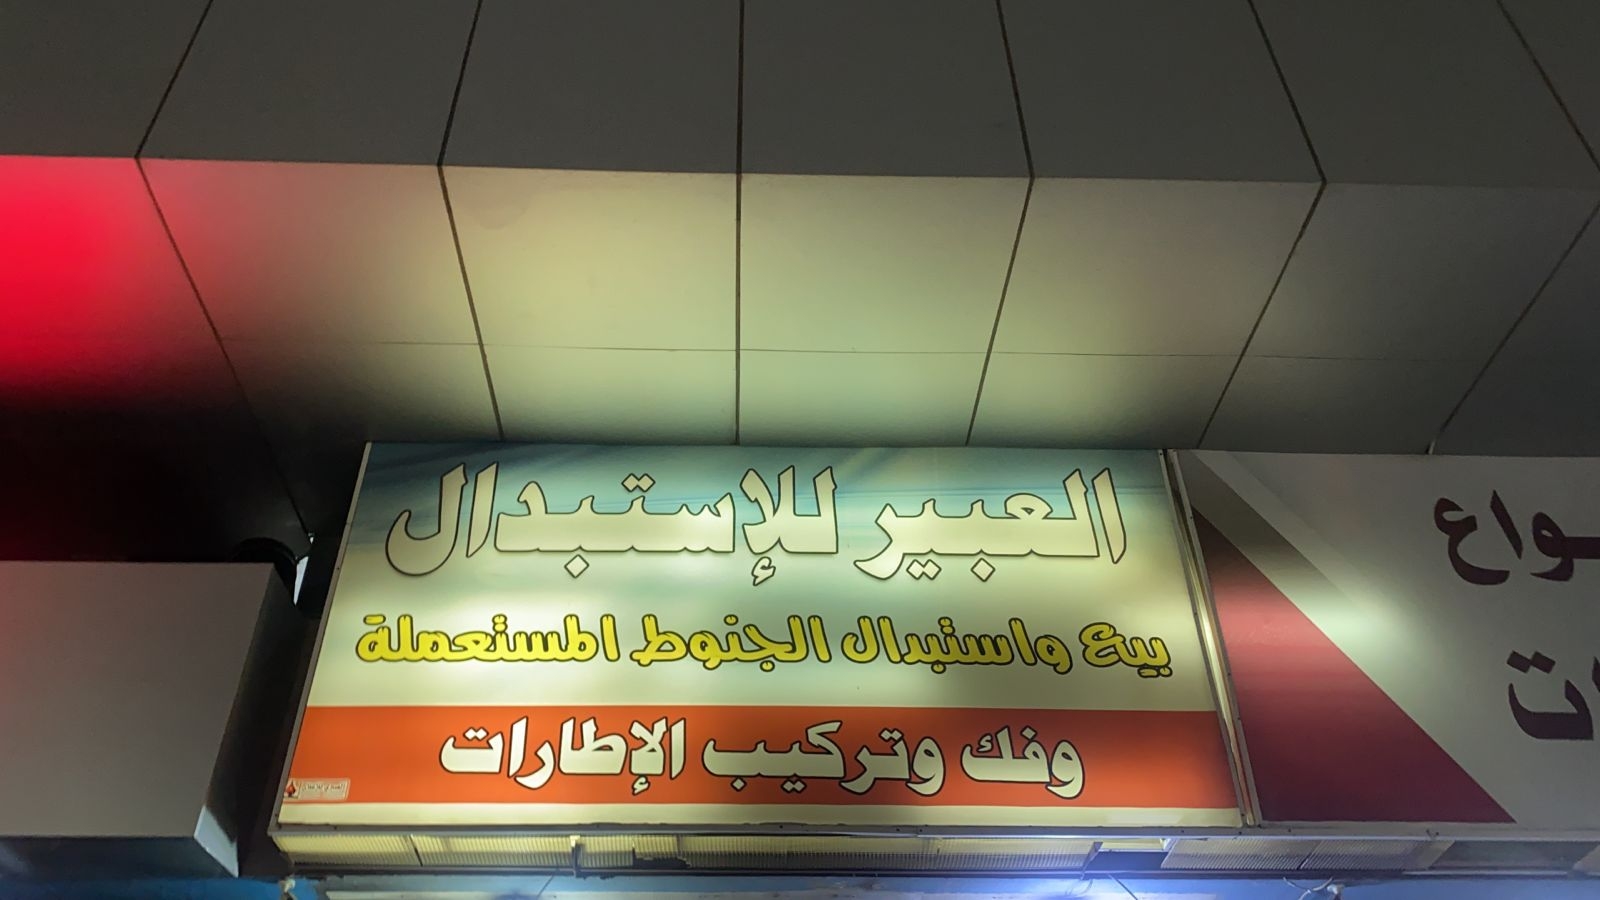 العبير للإستبدال
بيع واستبدال الجنوط المستعملة
وفك وتركيب الإطارات